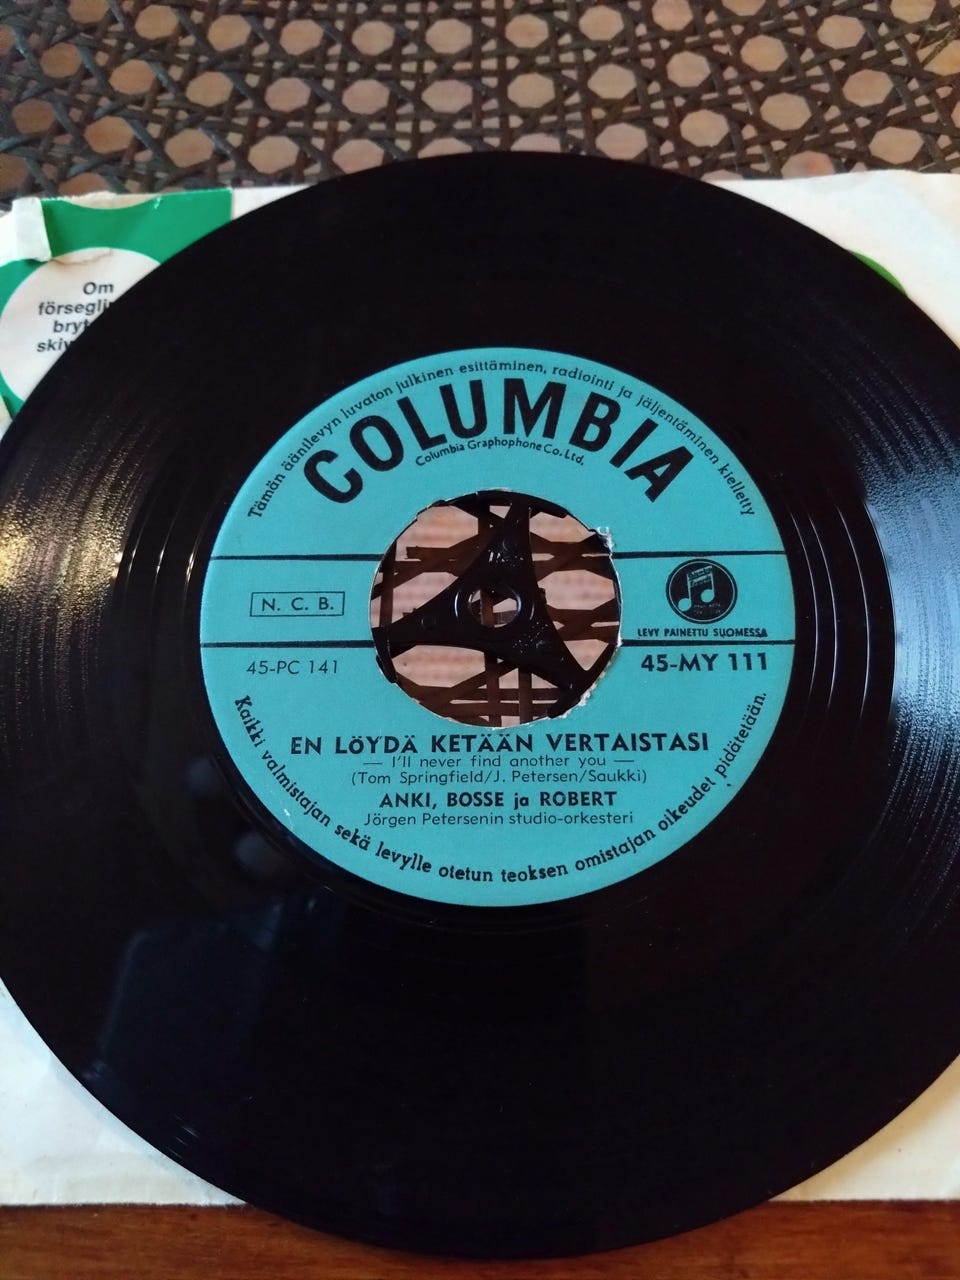 Om
förseglin
bryt
skiv
Tämän äänilevyn luvaton julkinen esittäminen, radiointi ja jäljentäminen kielletty
COLUMBIA
Columbia Graphophone Co. Ltd.
N. C. B.
LEVY PAINETTU SUOMESSA
45-PC 141
45-MY 111
EN LÖYDÄ KETÄÄN VERTAISTASI
— I'll never find another you —
(Tom Springfield/J. Petersen/Saukki)
ANKI, BOSSE ja ROBERT
Jörgen Petersenin studio-orkesteri
Kaikki valmistajan sekä levylle otetun teoksen omistajan oikeudet pidätetään.